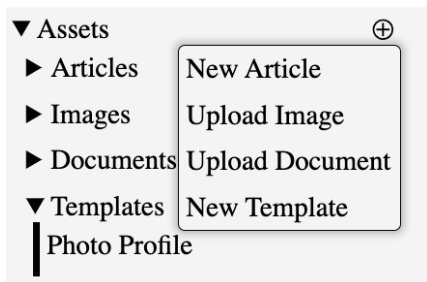 ▼ Assets ⊕
▶ Articles New Article
▶ Images Upload Image
▶ Documents Upload Document
▼ Templates New Template
Photo Profile